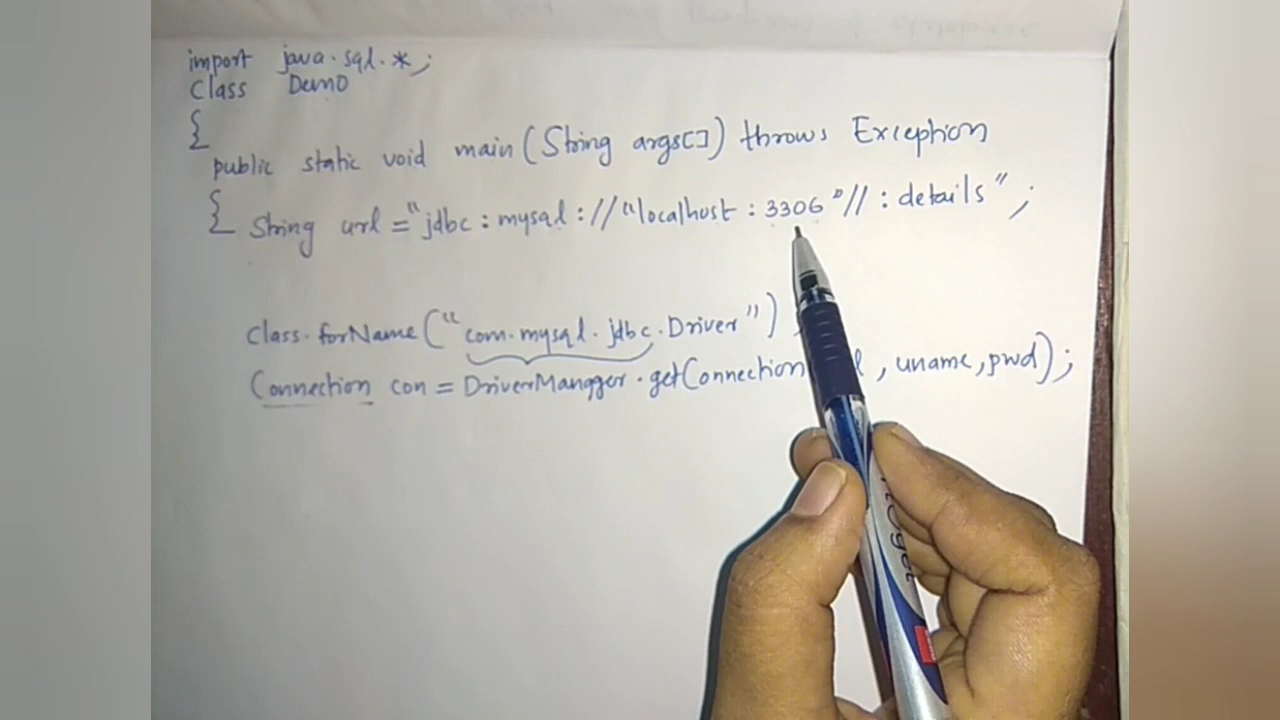 import java.sql.*;
Class Demo
{
public static void main(String args[]) throws Exception
{ String url = "jdbc:mysql://"localhost:3306"//:details";
Class.forName("com.mysql.jdbc.Driver")
Connection con = DriverMangger.getConnection , uname,pwd);